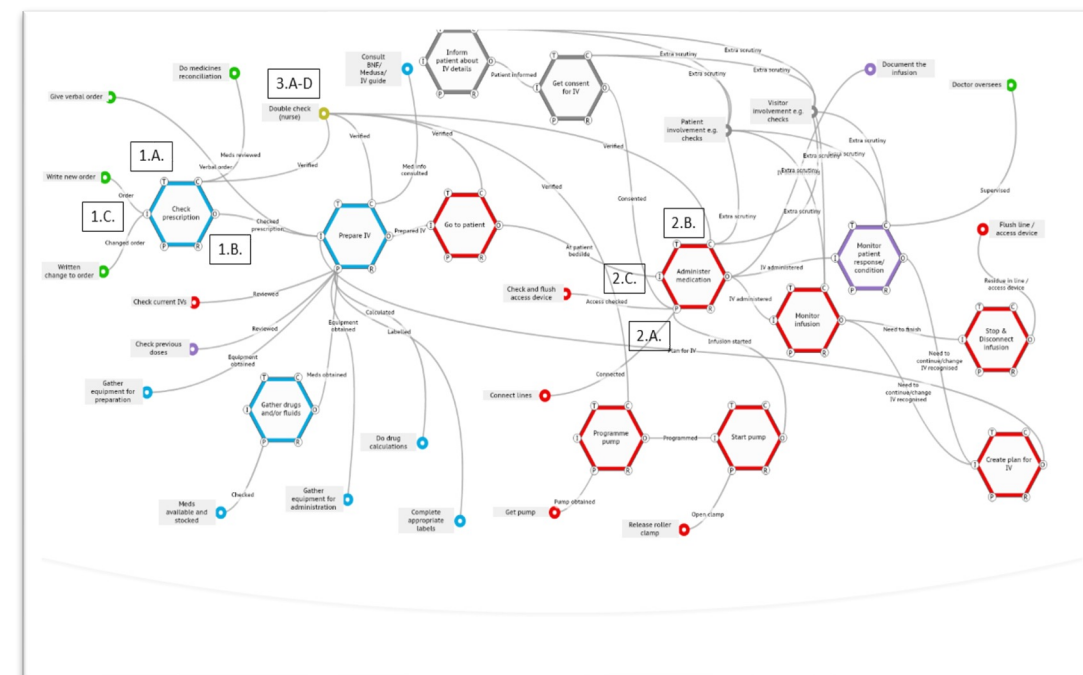 Inform
patient about
IV details
Patient informed
Get consent
for IV
Consult
BNF/
Medusa/
IV guide
Do medicines
reconciliation
Give verbal order
3.A-D
Double check
(nurse)
Extra scrutiny
Extra scrutiny
Extra scrutiny
Extra scrutiny
Document the
infusion
Doctor oversees
Visitor
involvement e.g.
checks
Patient
involvement e.g.
checks
1.A.
Write new order
Order
1.C.
Changed order
Written
change to order
Check
prescription
1.B.
Meds reviewed
Verbal order
Verified
Verified
Verified
Verified
Verified
Med info
consulted
Checked
prescription
Prepare IV
Prepared IV
Go to patient
Consented
At patient
bedside
Extra scrutiny
Extra scrutiny
Extra scrutiny
Extra scrutiny
Extra scrutiny
Supervised
2.B.
2.C.
2.A.
Administer
medication
IV administered
IV administered
Monitor
patient
response/
condition
Monitor
infusion
Flush line /
access device
Residue in line /
access device
Stop &
Disconnect
infusion
Need to finish
Need to
continue/change
IV recognised
Need to
continue/change
IV recognised
Create plan for
IV
Check current IVs
Reviewed
Check previous
doses
Reviewed
Gather
equipment for
preparation
Equipment
obtained
Equipment
obtained
Calculated
Labelled
Meds obtained
Gather drugs
and/or fluids
Checked
Meds
available and
stocked
Gather
equipment for
administration
Do drug
calculations
Complete
appropriate
labels
Check and flush
access device
Access checked
Infusion started
Plan for IV
Connected
Connect lines
Programme
pump
Programmed
Start pump
Pump obtained
Get pump
Open clamp
Release roller
clamp
T
C
I
O
P
R
T
C
I
O
P
R
T
C
I
O
P
R
T
C
I
O
P
R
T
C
I
O
P
R
T
C
I
O
P
R